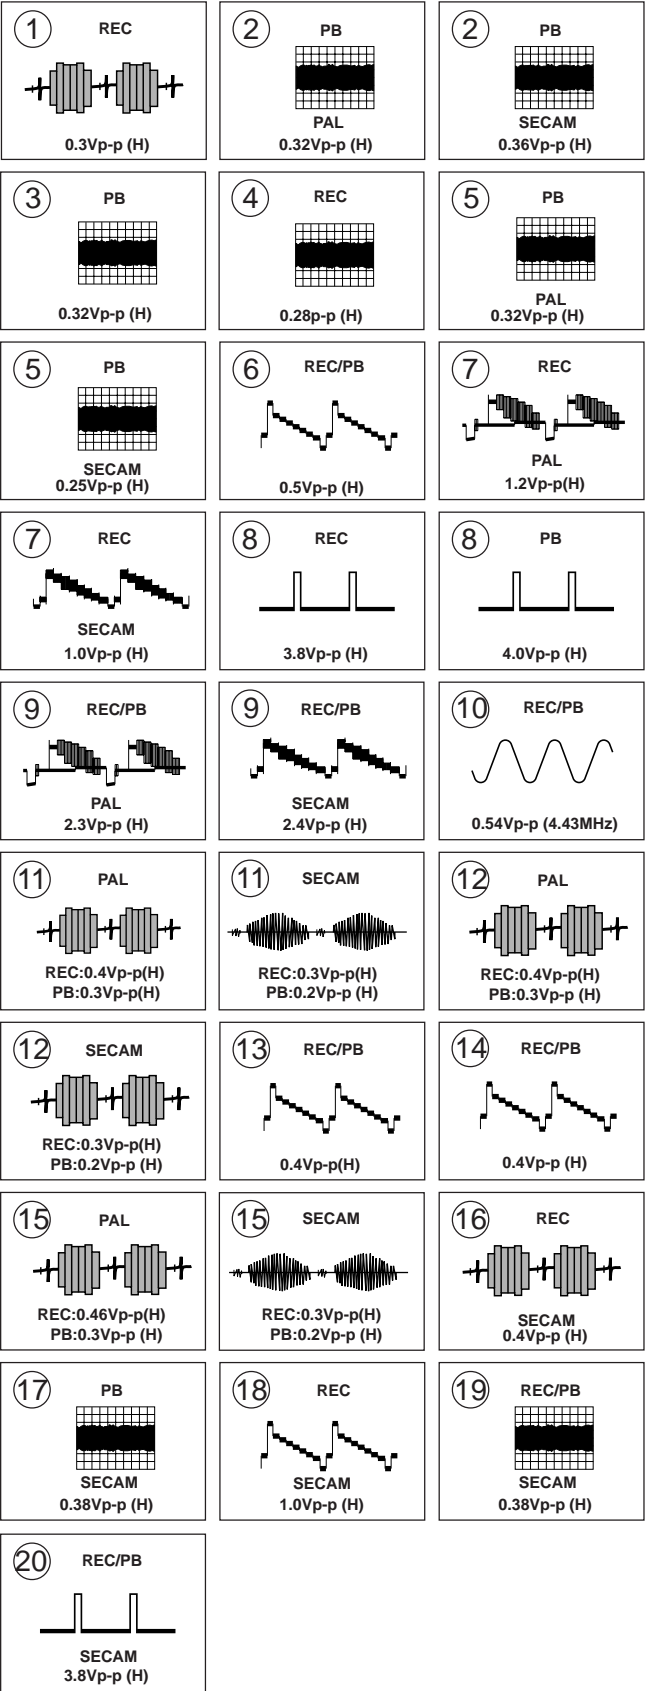 1 REC
0.3Vp-p (H)
2 PB
PAL
0.32Vp-p (H)
2 PB
SECAM
0.36Vp-p (H)
3 PB
0.32Vp-p (H)
4 REC
0.28p-p (H)
5 PB
PAL
0.32Vp-p (H)
5 PB
SECAM
0.25Vp-p (H)
6 REC/PB
0.5Vp-p (H)
7 REC
PAL
1.2Vp-p(H)
7 REC
SECAM
1.0Vp-p (H)
8 REC
3.8Vp-p (H)
8 PB
4.0Vp-p (H)
9 REC/PB
PAL
2.3Vp-p (H)
9 REC/PB
SECAM
2.4Vp-p (H)
10 REC/PB
0.54Vp-p (4.43MHz)
11 PAL
REC:0.4Vp-p(H)
PB:0.3Vp-p(H)
11 SECAM
REC:0.3Vp-p(H)
PB:0.2Vp-p (H)
12 PAL
REC:0.4Vp-p(H)
PB:0.3Vp-p (H)
12 SECAM
REC:0.3Vp-p(H)
PB:0.2Vp-p (H)
13 REC/PB
0.4Vp-p(H)
14 REC/PB
0.4Vp-p (H)
15 PAL
REC:0.46Vp-p(H)
PB:0.3Vp-p (H)
15 SECAM
REC:0.3Vp-p(H)
PB:0.2Vp-p (H)
16 REC
SECAM
0.4Vp-p (H)
17 PB
SECAM
0.38Vp-p (H)
18 REC
SECAM
1.0Vp-p (H)
19 REC/PB
SECAM
0.38Vp-p (H)
20 REC/PB
SECAM
3.8Vp-p (H)